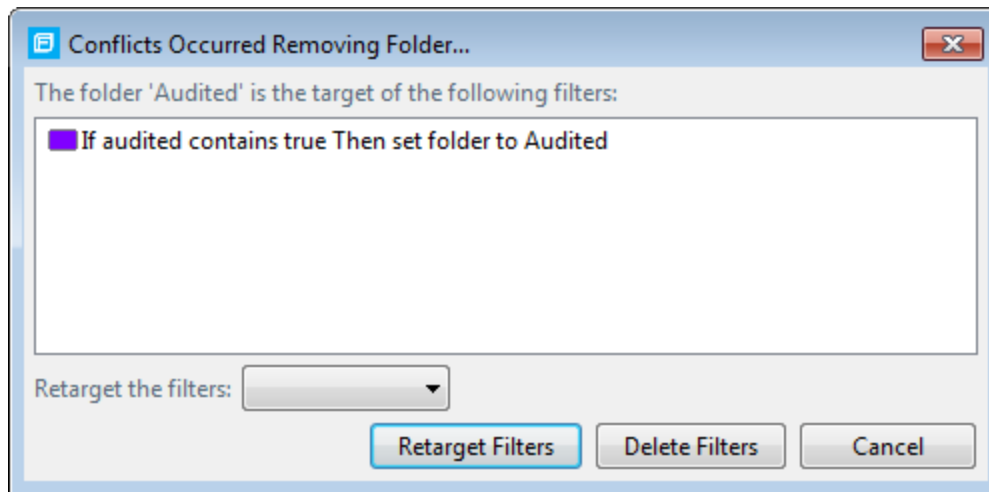 Conflicts Occurred Removing Folder...
The folder 'Audited' is the target of the following filters:
If audited contains true Then set folder to Audited
Retarget the filters:
Retarget Filters Delete Filters Cancel